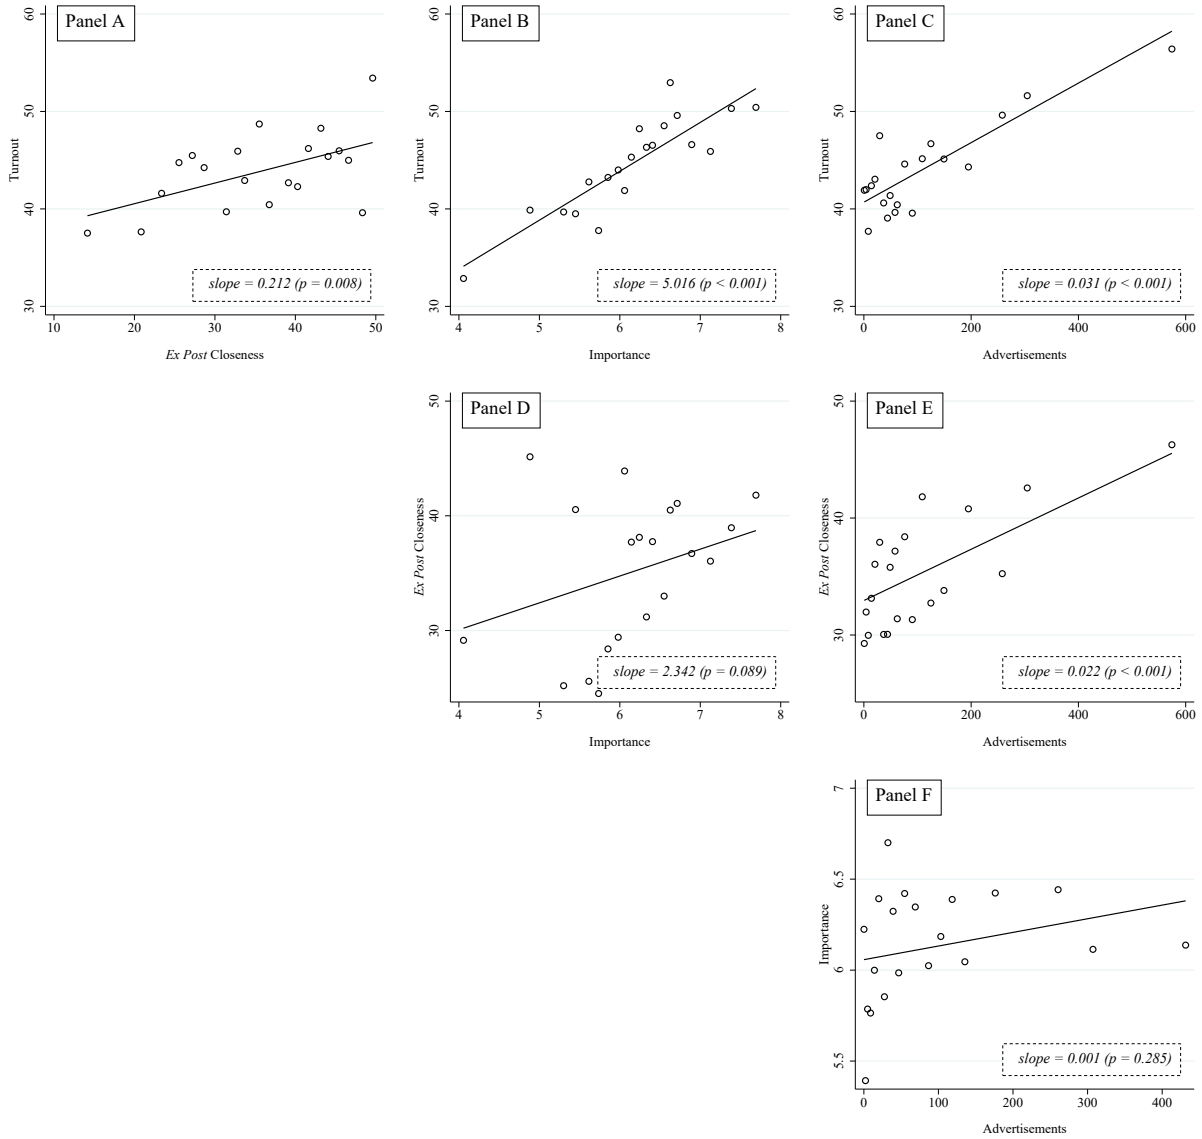 Panel A
60
50
40
30
Turnout
slope = 0.212 (p = 0.008)
10 20 30 40 50
Ex Post Closeness
Panel B
60
50
40
30
Turnout
slope = 5.016 (p < 0.001)
4 5 6 7 8
Importance
Panel C
60
50
40
30
Turnout
slope = 0.031 (p < 0.001)
0 200 400 600
Advertisements
Panel D
50
40
30
Ex Post Closeness
slope = 2.342 (p = 0.089)
4 5 6 7 8
Importance
Panel E
50
40
30
Ex Post Closeness
slope = 0.022 (p < 0.001)
0 200 400 600
Advertisements
Panel F
7
6.5
6
5.5
Importance
slope = 0.001 (p = 0.285)
0 100 200 300 400
Advertisements